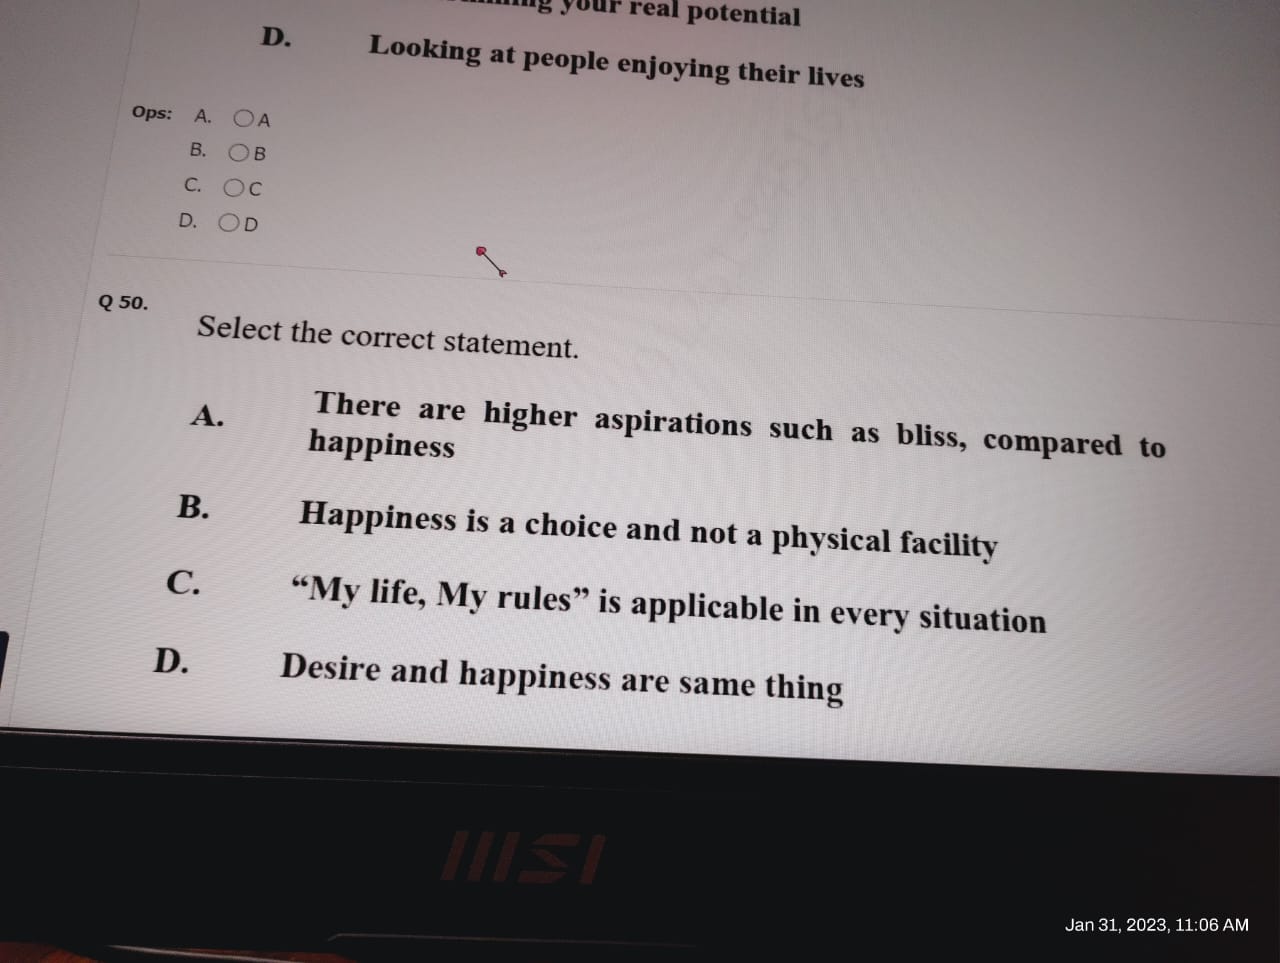 your real potential
D. Looking at people enjoying their lives
Ops: A. A
B. B
C. C
D. D
Q 50.
Select the correct statement.
A. There are higher aspirations such as bliss, compared to
happiness
B. Happiness is a choice and not a physical facility
C. “My life, My rules” is applicable in every situation
D. Desire and happiness are same thing
msi
Jan 31, 2023, 11:06 AM